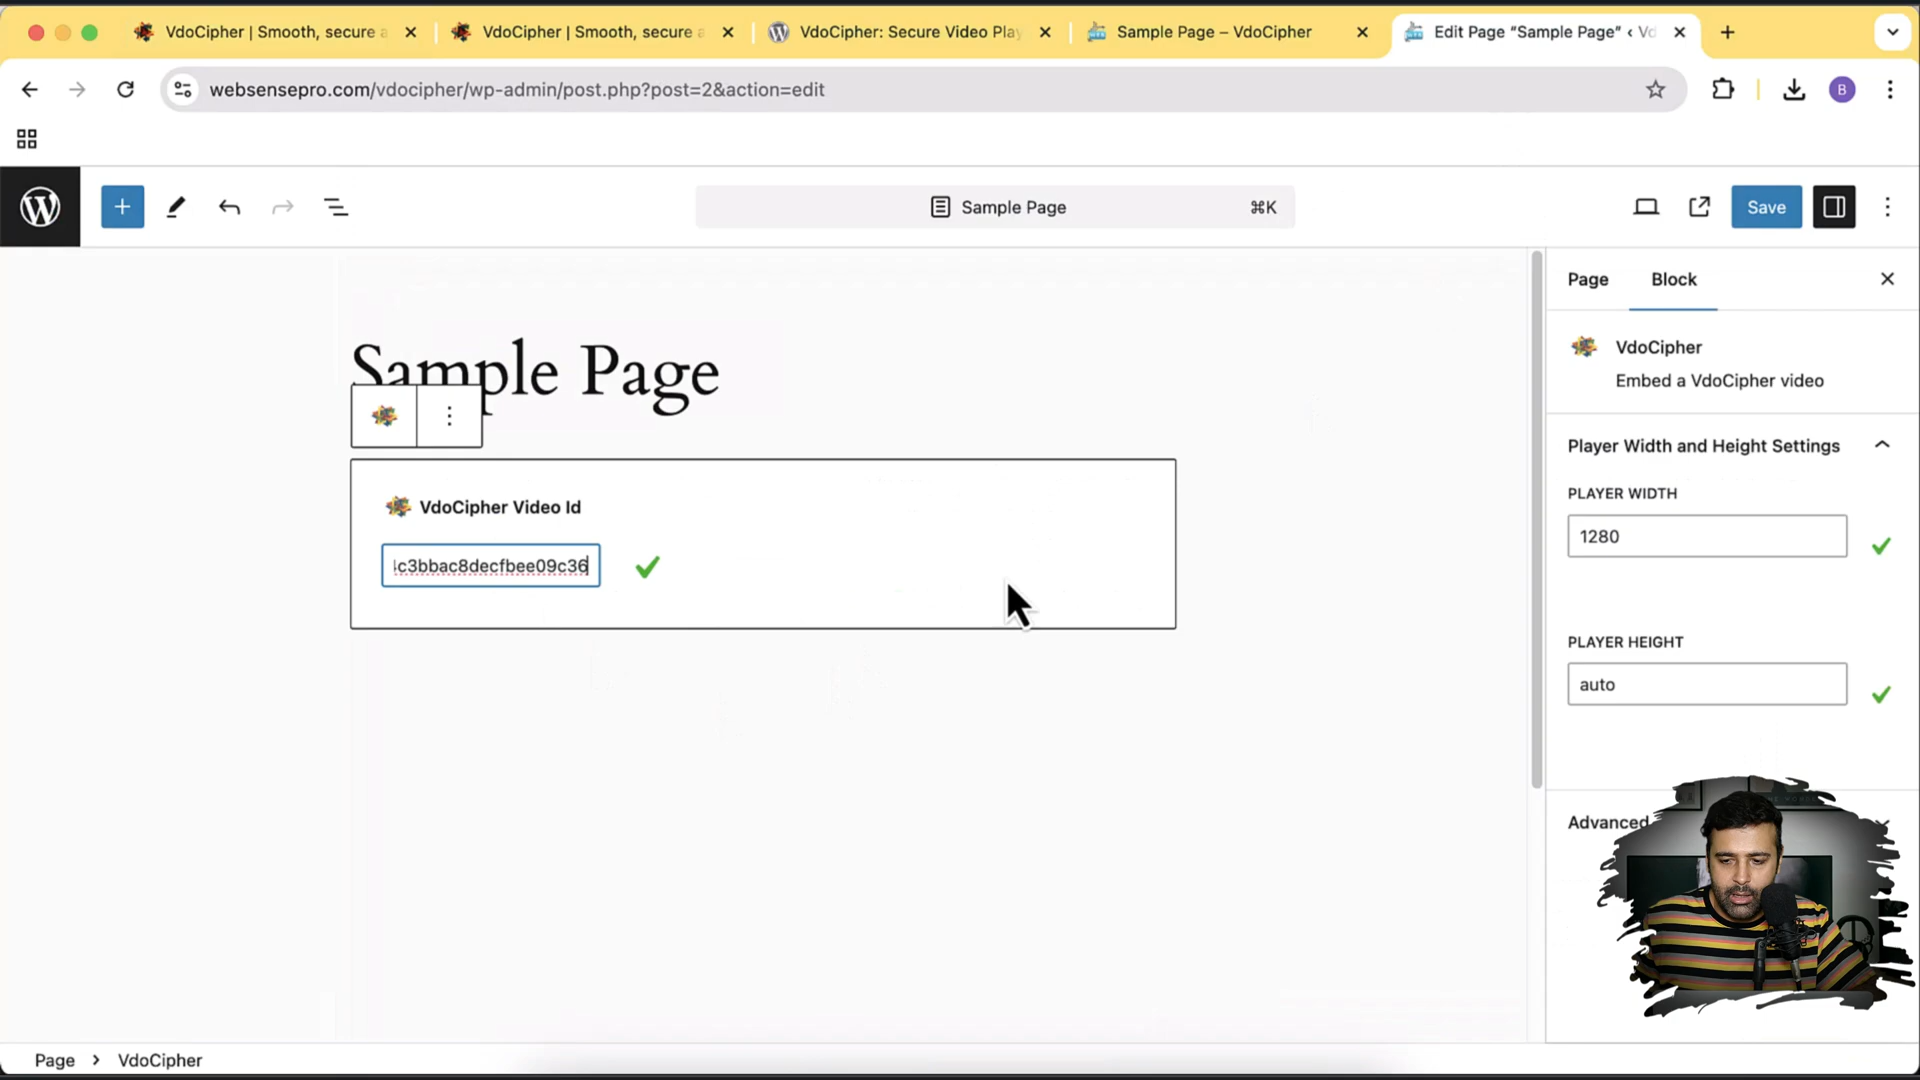 VdoCipher | Smooth, secure a
VdoCipher | Smooth, secure a
VdoCipher: Secure Video Play
Sample Page – VdoCipher
Edit Page “Sample Page” ‹ Vd
websensepro.com/vdocipher/wp-admin/post.php?post=2&action=edit
B
Sample Page
⌘K
Save
Page
Block
VdoCipher
Embed a VdoCipher video
Sample Page
Player Width and Height Settings
PLAYER WIDTH
1280
VdoCipher Video Id
c3bbac8decfbee09c36
PLAYER HEIGHT
auto
Advanced
Page > VdoCipher